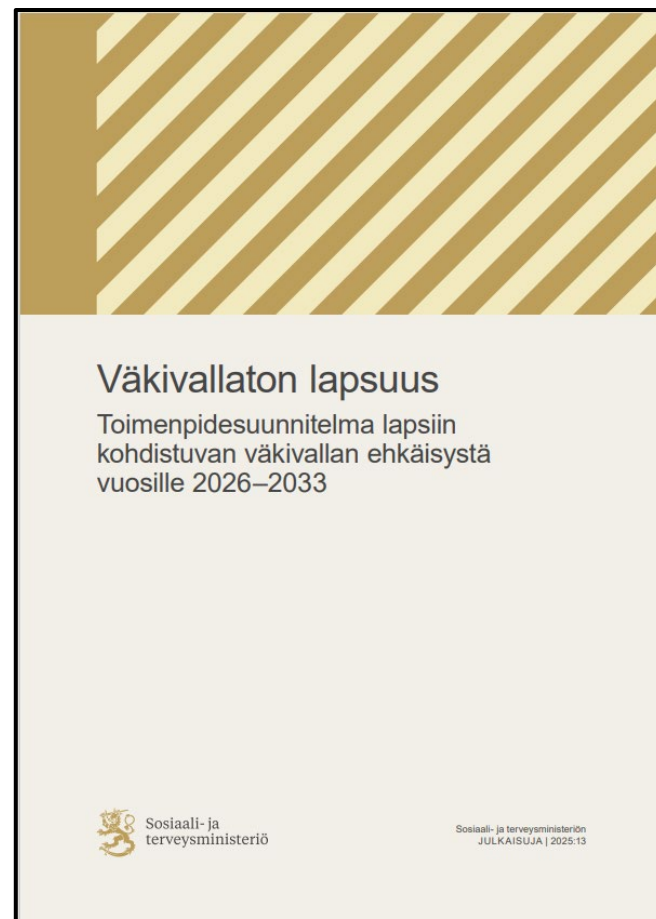 Väkivallaton lapsuus
Toimenpidesuunnitelma lapsiin
kohdistuvan väkivallan ehkäisystä
vuosille 2026–2033
Sosiaali- ja
terveysministeriö
Sosiaali- ja terveysministeriön
JULKAISUJA | 2025:13